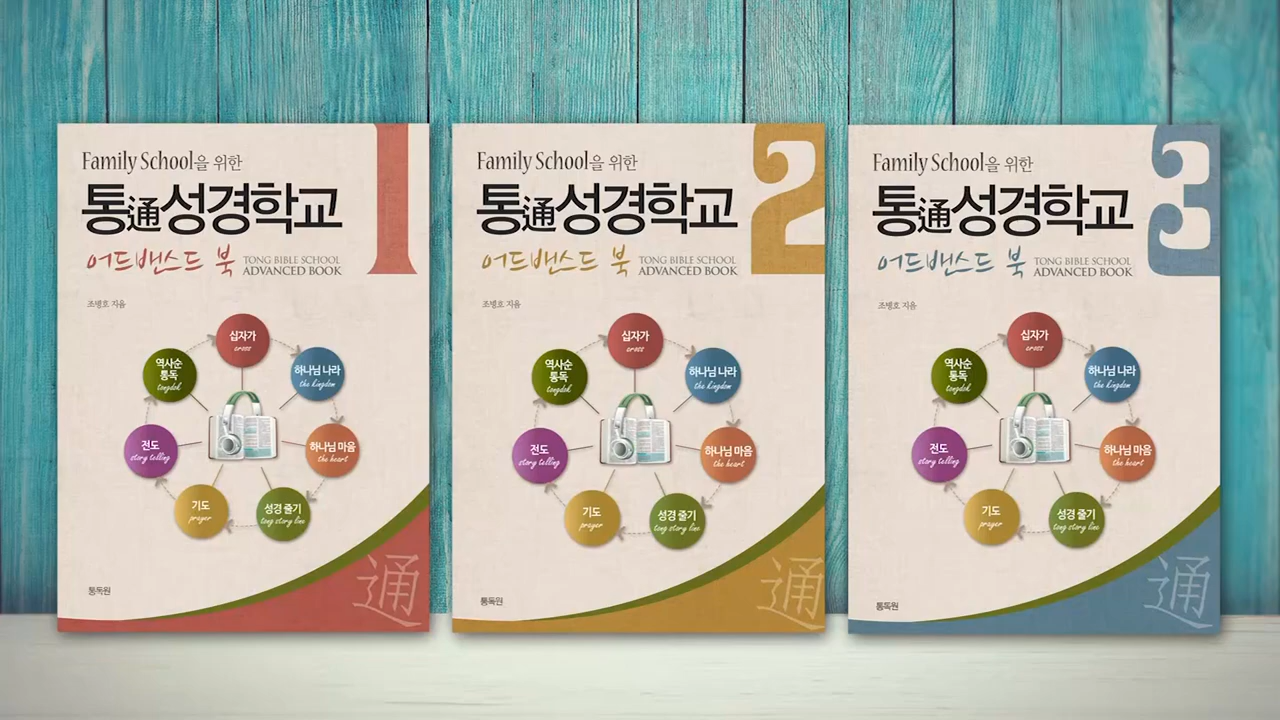 Family School을 위한
통通성경학교
어드밴스드 북
TONG BIBLE SCHOOL
ADVANCED BOOK
1
조병호 지음
십자가
cross
하나님 나라
the kingdom
하나님 마음
the heart
성경 줄기
tong story line
기도
prayer
전도
story telling
역사순
통독
tongdok
통독원
通
Family School을 위한
통通성경학교
어드밴스드 북
TONG BIBLE SCHOOL
ADVANCED BOOK
2
조병호 지음
십자가
cross
하나님 나라
the kingdom
하나님 마음
the heart
성경 줄기
tong story line
기도
prayer
전도
story telling
역사순
통독
tongdok
통독원
通
Family School을 위한
통通성경학교
어드밴스드 북
TONG BIBLE SCHOOL
ADVANCED BOOK
3
조병호 지음
십자가
cross
하나님 나라
the kingdom
하나님 마음
the heart
성경 줄기
tong story line
기도
prayer
전도
story telling
역사순
통독
tongdok
통독원
通